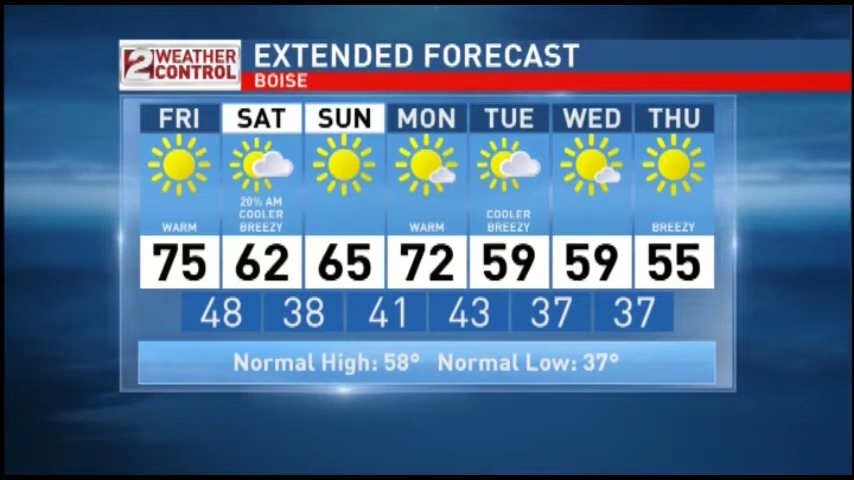 2 WEATHER CONTROL
EXTENDED FORECAST
BOISE
FRI SAT SUN MON TUE WED THU
20% AM
COOLER
BREEZY
COOLER
BREEZY
WARM
WARM
BREEZY
75 62 65 72 59 59 55
48 38 41 43 37 37
Normal High: 58° Normal Low: 37°